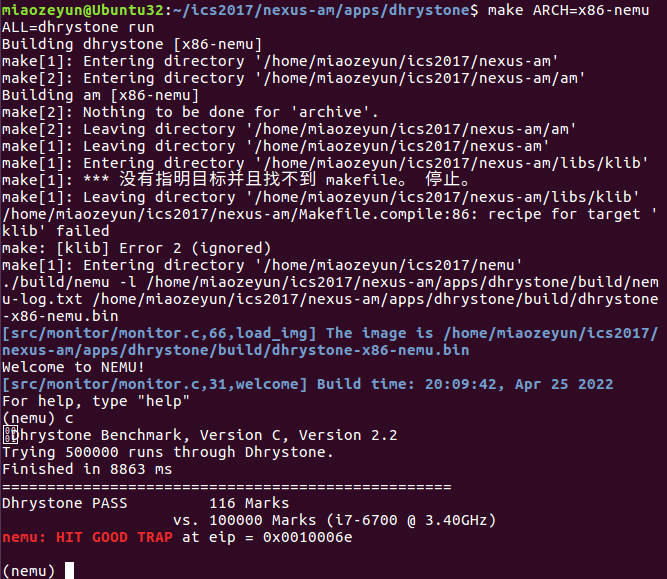 miaozeyun@Ubuntu32:~/ics2017/nexus-am/apps/dhrystone$ make ARCH=x86-nemu
ALL=dhrystone run
Building dhrystone [x86-nemu]
make[1]: Entering directory '/home/miaozeyun/ics2017/nexus-am'
make[2]: Entering directory '/home/miaozeyun/ics2017/nexus-am/am'
Building am [x86-nemu]
make[2]: Nothing to be done for 'archive'.
make[2]: Leaving directory '/home/miaozeyun/ics2017/nexus-am/am'
make[1]: Leaving directory '/home/miaozeyun/ics2017/nexus-am'
make[1]: Entering directory '/home/miaozeyun/ics2017/nexus-am/libs/klib'
make[1]: *** 没有指明目标并且找不到 makefile。 停止。
make[1]: Leaving directory '/home/miaozeyun/ics2017/nexus-am/libs/klib'
/home/miaozeyun/ics2017/nexus-am/Makefile.compile:86: recipe for target '
klib' failed
make: [klib] Error 2 (ignored)
make[1]: Entering directory '/home/miaozeyun/ics2017/nemu'
./build/nemu -l /home/miaozeyun/ics2017/nexus-am/apps/dhrystone/build/nem
u-log.txt /home/miaozeyun/ics2017/nexus-am/apps/dhrystone/build/dhrystone
-x86-nemu.bin
[src/monitor/monitor.c,66,load_img] The image is /home/miaozeyun/ics2017/
nexus-am/apps/dhrystone/build/dhrystone-x86-nemu.bin
Welcome to NEMU!
[src/monitor/monitor.c,31,welcome] Build time: 20:09:42, Apr 25 2022
For help, type "help"
(nemu) c
Dhrystone Benchmark, Version C, Version 2.2
Trying 500000 runs through Dhrystone.
Finished in 8863 ms
==================================================
Dhrystone PASS         116 Marks
                   vs. 100000 Marks (i7-6700 @ 3.40GHz)
nemu: HIT GOOD TRAP at eip = 0x0010006e
(nemu)